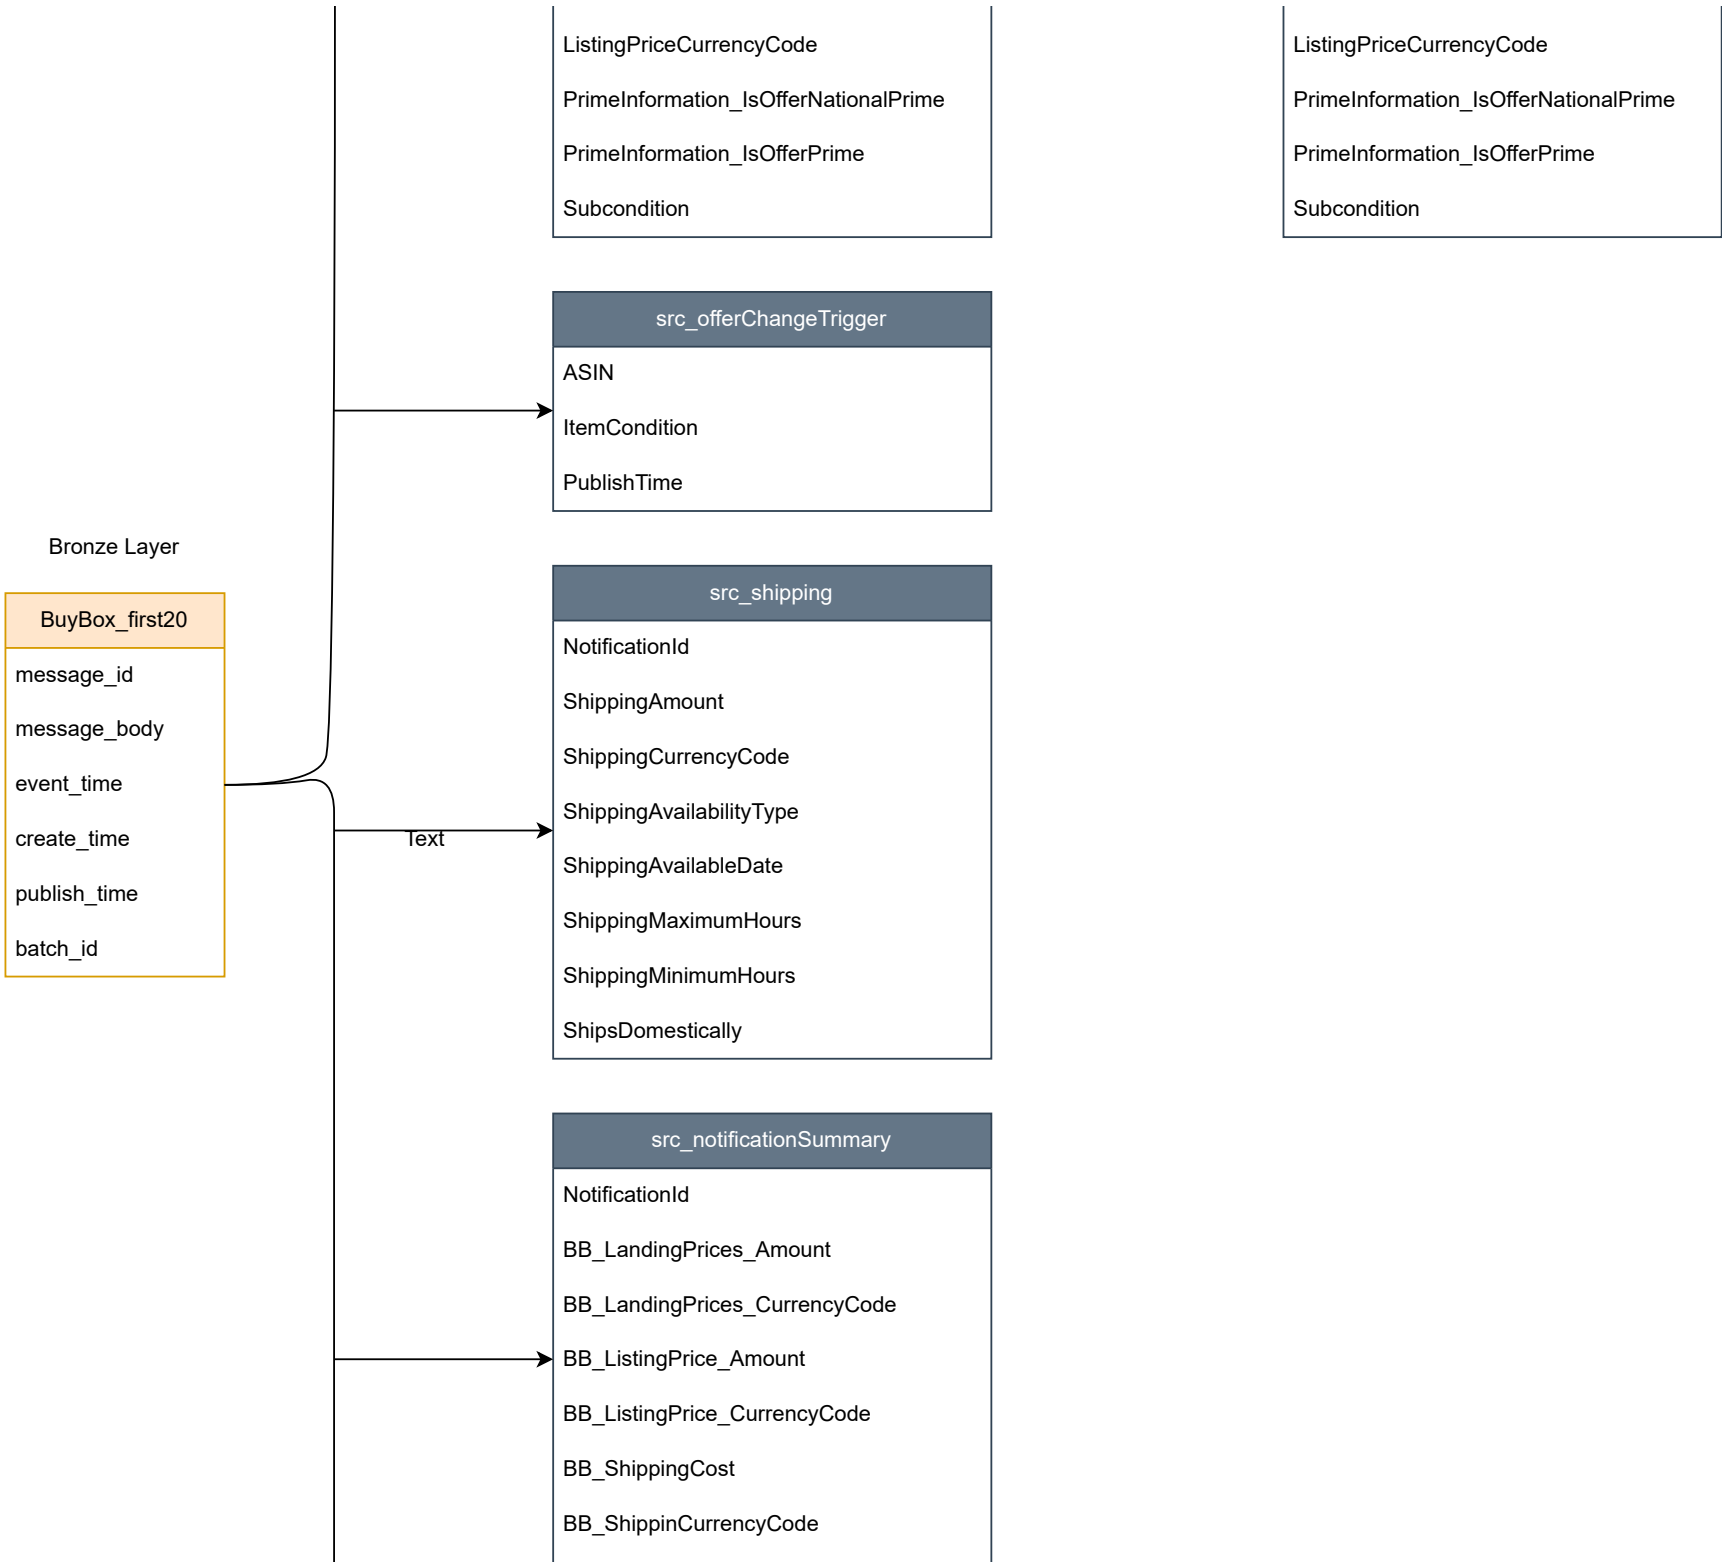 ListingPriceCurrencyCode
PrimeInformation_IsOfferNationalPrime
PrimeInformation_IsOfferPrime
Subcondition
ListingPriceCurrencyCode
PrimeInformation_IsOfferNationalPrime
PrimeInformation_IsOfferPrime
Subcondition
src_offerChangeTrigger
ASIN
ItemCondition
PublishTime
Bronze Layer
BuyBox_first20
message_id
message_body
event_time
create_time
publish_time
batch_id
Text
src_shipping
NotificationId
ShippingAmount
ShippingCurrencyCode
ShippingAvailabilityType
ShippingAvailableDate
ShippingMaximumHours
ShippingMinimumHours
ShipsDomestically
src_notificationSummary
NotificationId
BB_LandingPrices_Amount
BB_LandingPrices_CurrencyCode
BB_ListingPrice_Amount
BB_ListingPrice_CurrencyCode
BB_ShippingCost
BB_ShippinCurrencyCode